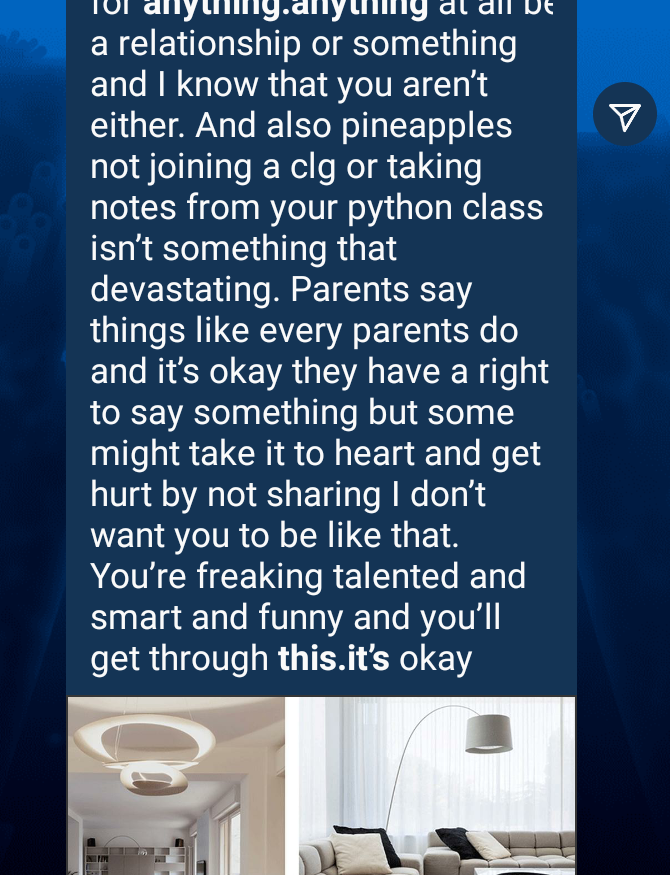 for anything.anything at all be
a relationship or something
and I know that you aren’t
either. And also pineapples
not joining a clg or taking
notes from your python class
isn’t something that
devastating. Parents say
things like every parents do
and it’s okay they have a right
to say something but some
might take it to heart and get
hurt by not sharing I don’t
want you to be like that.
You’re freaking talented and
smart and funny and you’ll
get through this.it’s okay